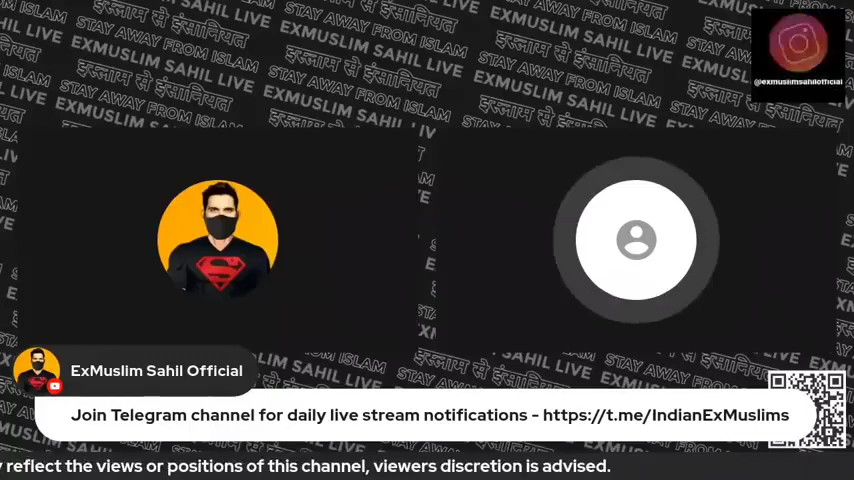 STAY AWAY FROM ISLAM
EXMUSLIM SAHIL LIVE
इस्लाम से इंसानियत
@exmuslimsahilofficial
ExMuslim Sahil Official
Join Telegram channel for daily live stream notifications - https://t.me/IndianExMuslims
reflect the views or positions of this channel, viewers discretion is advised.